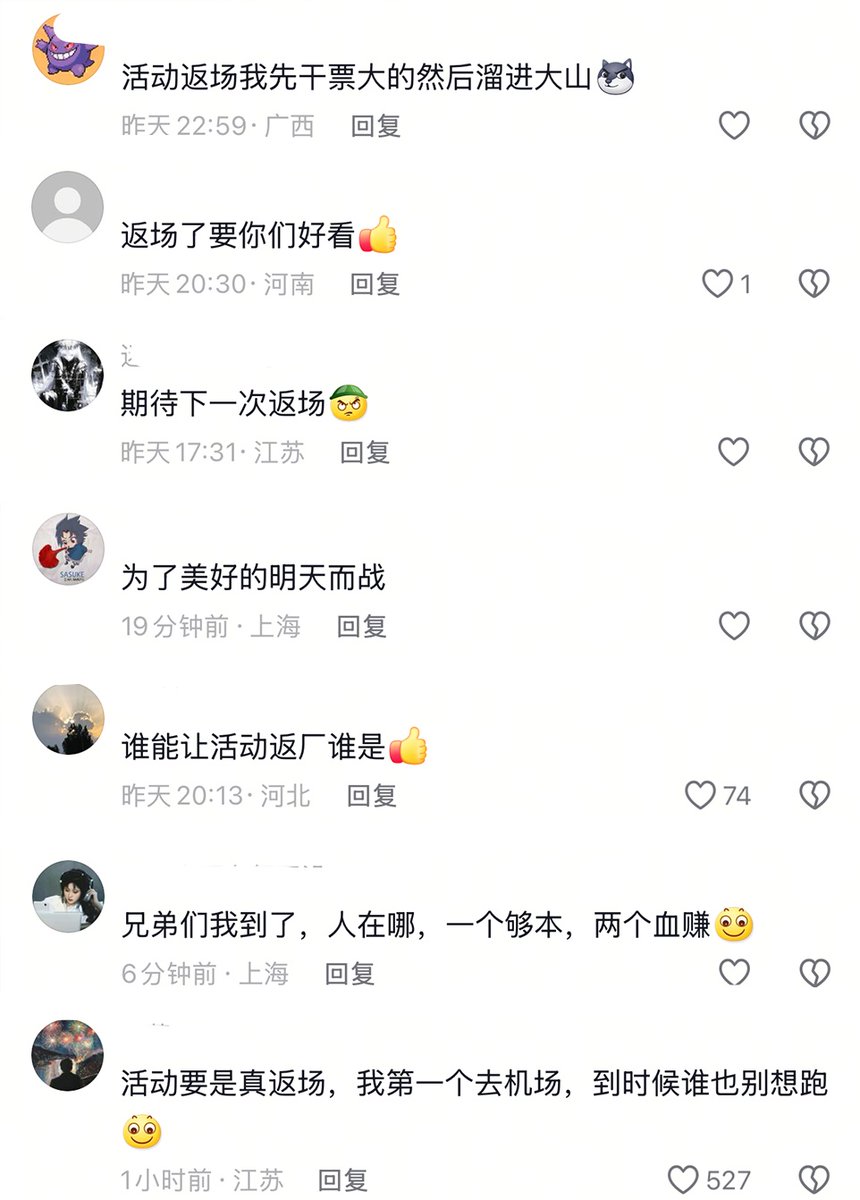 活动返场我先干票大的然后溜进大山
昨天 22:59 · 广西 回复
返场了要你们好看
昨天 20:30 · 河南 回复
1
期待下一次返场
昨天 17:31 · 江苏 回复
SASUKE
为了美好的明天而战
19分钟前 · 上海 回复
谁能让活动返厂谁是
昨天 20:13 · 河北 回复
74
兄弟们我到了，人在哪，一个够本，两个血赚
6分钟前 · 上海 回复
活动要是真返场，我第一个去机场，到时候谁也别想跑
1小时前 · 江苏 回复
527